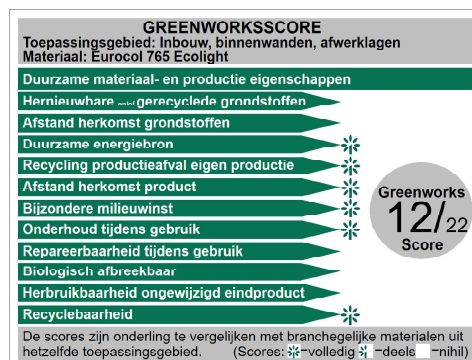 GREENWORKSSCORE
Toepassingsgebied: Inbouw, binnenwanden, afwerklagen
Materiaal: Eurocol 765 Ecolight
Duurzame materiaal- en productie eigenschappen
Hernieuwbare en/of gerecyclede grondstoffen
Afstand herkomst grondstoffen
Duurzame energiebron
Recycling productieafval eigen productie
Afstand herkomst product
Bijzondere milieuwinst
Onderhoud tijdens gebruik
Repareerbaarheid tijdens gebruik
Biologisch afbreekbaar
Herbruikbaarheid ongewijzigd eindproduct
Recyclebaarheid
Greenworks
12/22
Score
De scores zijn onderling te vergelijken met branchegelijke materialen uit
hetzelfde toepassingsgebied. (Scores: =volledig =deels =nihil)